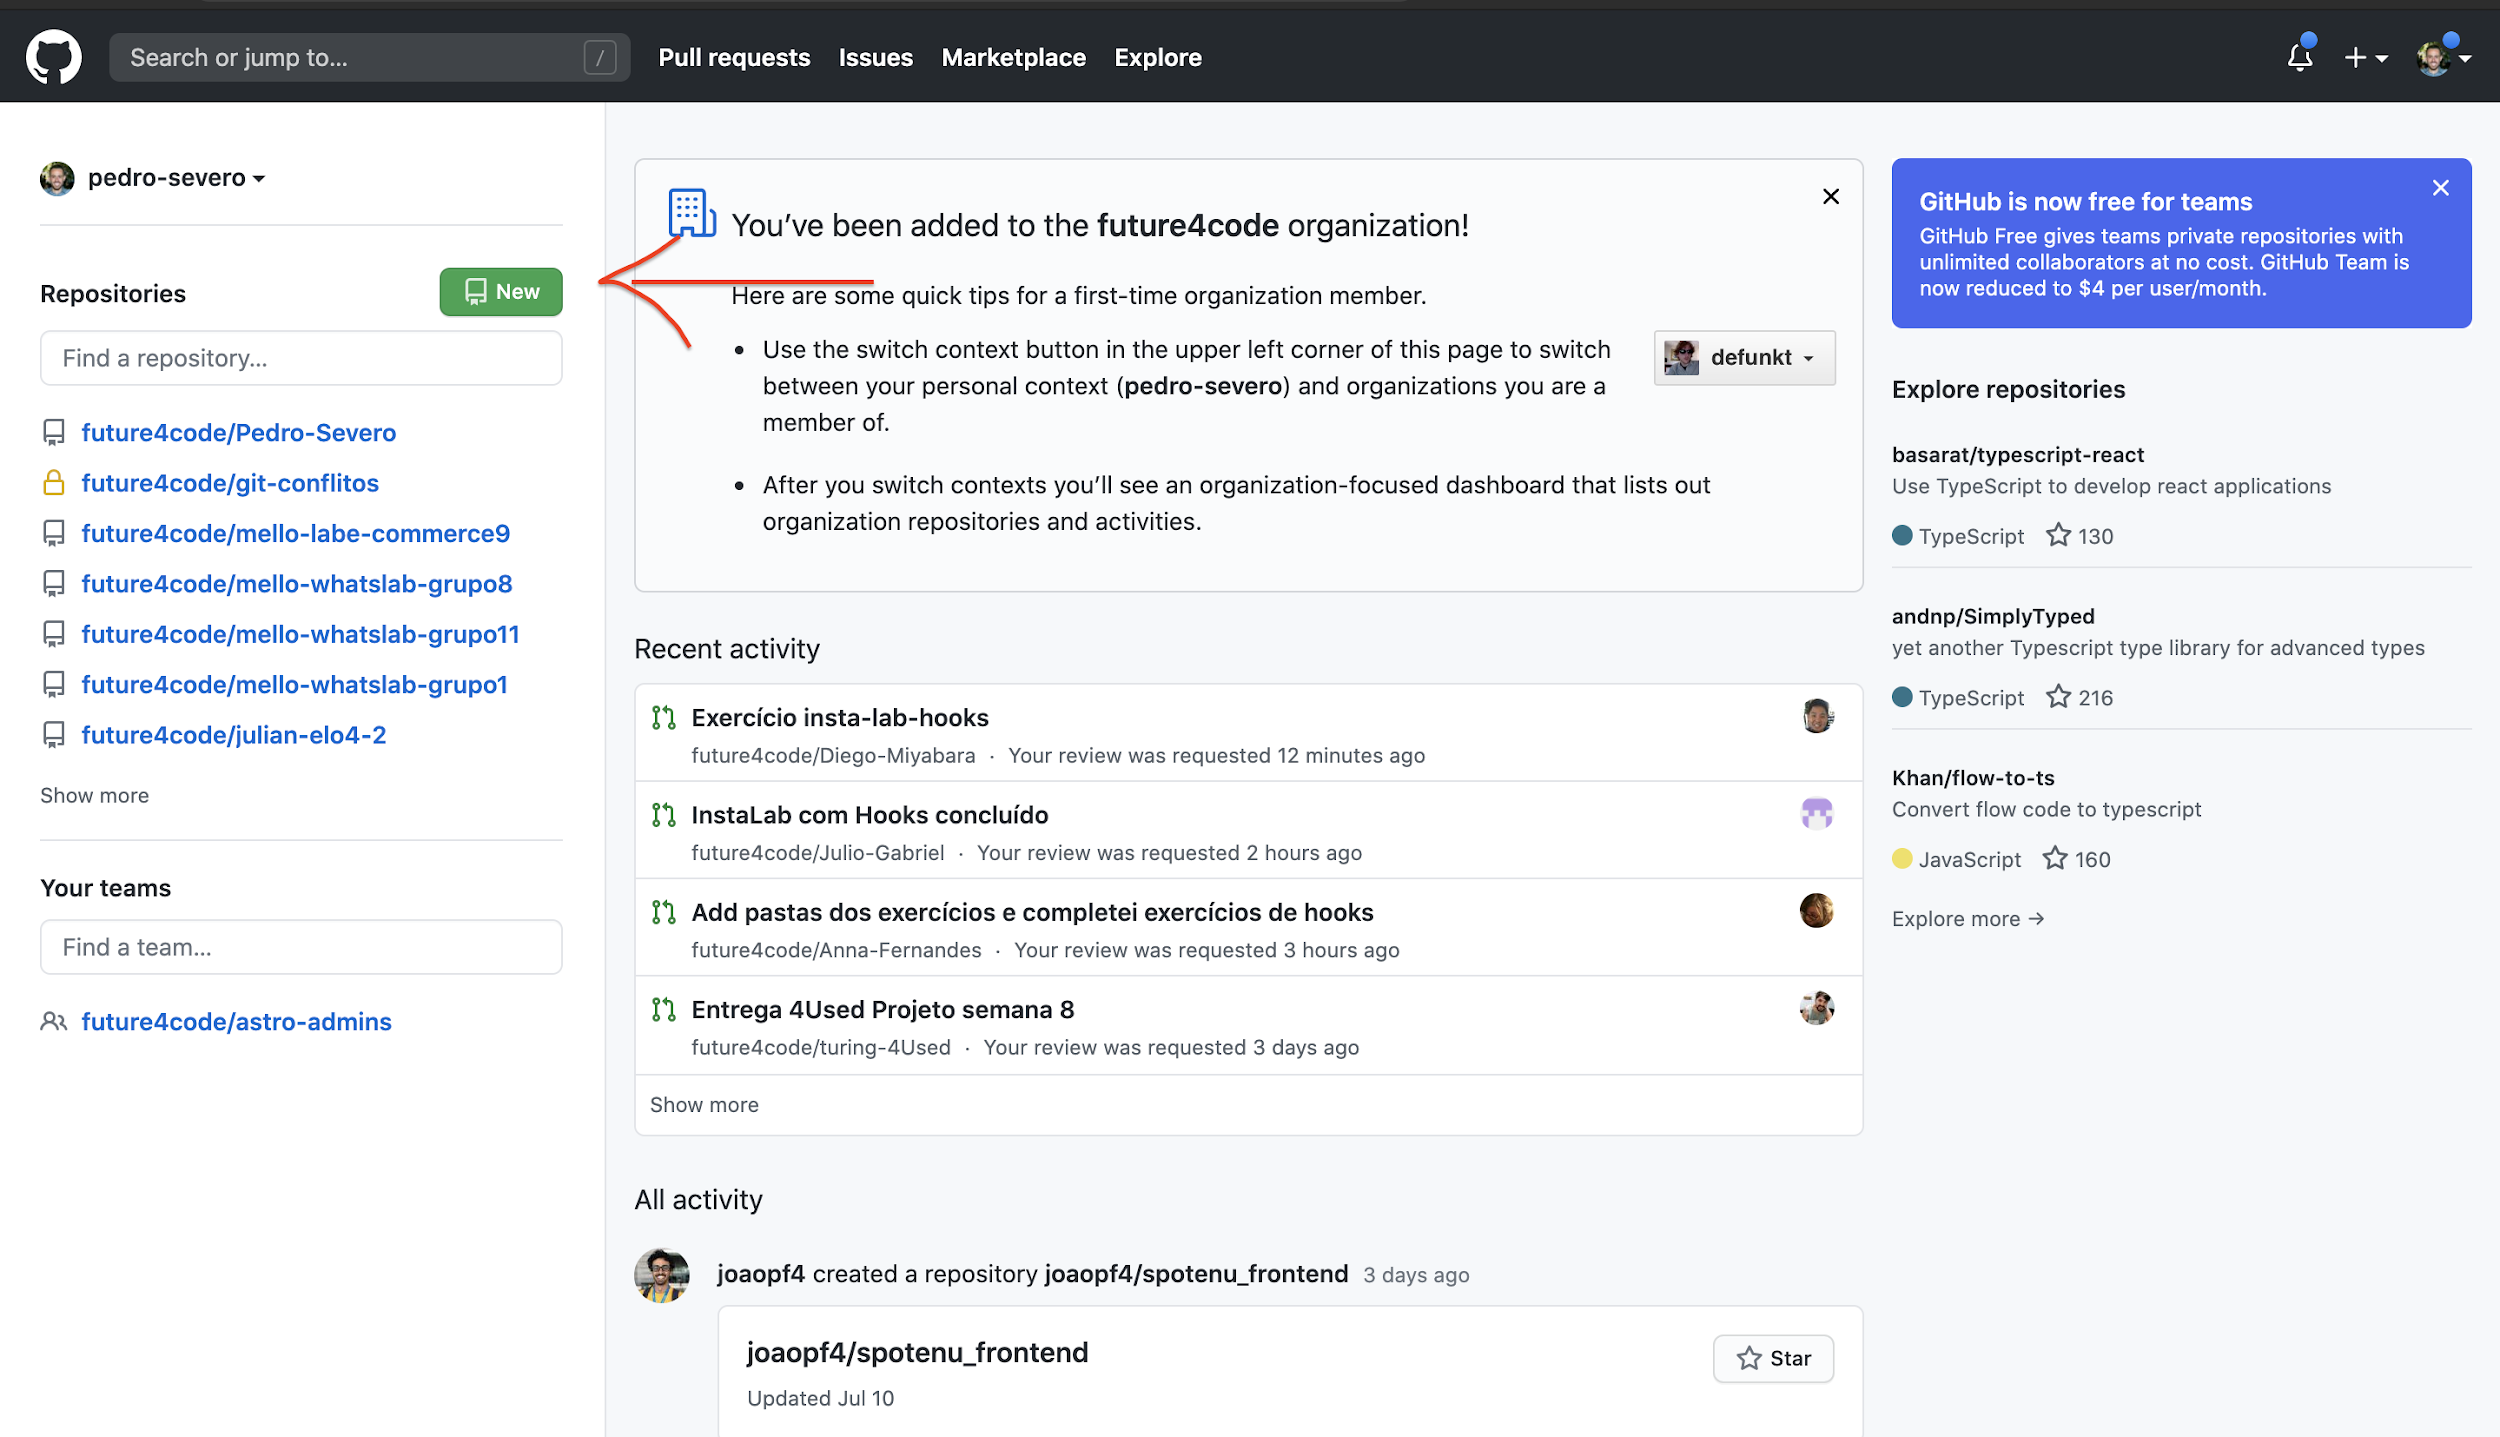 Search or jump to... /
Pull requests Issues Marketplace Explore
pedro-severo
Repositories
New
Find a repository...
future4code/Pedro-Severo
future4code/git-conflitos
future4code/mello-labe-commerce9
future4code/mello-whatslab-grupo8
future4code/mello-whatslab-grupo11
future4code/mello-whatslab-grupo1
future4code/julian-elo4-2
Show more
Your teams
Find a team...
future4code/astro-admins
You’ve been added to the future4code organization!
Here are some quick tips for a first-time organization member.
• Use the switch context button in the upper left corner of this page to switch
between your personal context (pedro-severo) and organizations you are a
member of.
defunkt
• After you switch contexts you’ll see an organization-focused dashboard that lists out
organization repositories and activities.
Recent activity
Exercício insta-lab-hooks
future4code/Diego-Miyabara · Your review was requested 12 minutes ago
InstaLab com Hooks concluído
future4code/Julio-Gabriel · Your review was requested 2 hours ago
Add pastas dos exercícios e completei exercícios de hooks
future4code/Anna-Fernandes · Your review was requested 3 hours ago
Entrega 4Used Projeto semana 8
future4code/turing-4Used · Your review was requested 3 days ago
Show more
All activity
joaopf4 created a repository joaopf4/spotenu_frontend 3 days ago
joaopf4/spotenu_frontend
Star
Updated Jul 10
GitHub is now free for teams
GitHub Free gives teams private repositories with
unlimited collaborators at no cost. GitHub Team is
now reduced to $4 per user/month.
Explore repositories
basarat/typescript-react
Use TypeScript to develop react applications
TypeScript 130
andnp/SimplyTyped
yet another Typescript type library for advanced types
TypeScript 216
Khan/flow-to-ts
Convert flow code to typescript
JavaScript 160
Explore more →